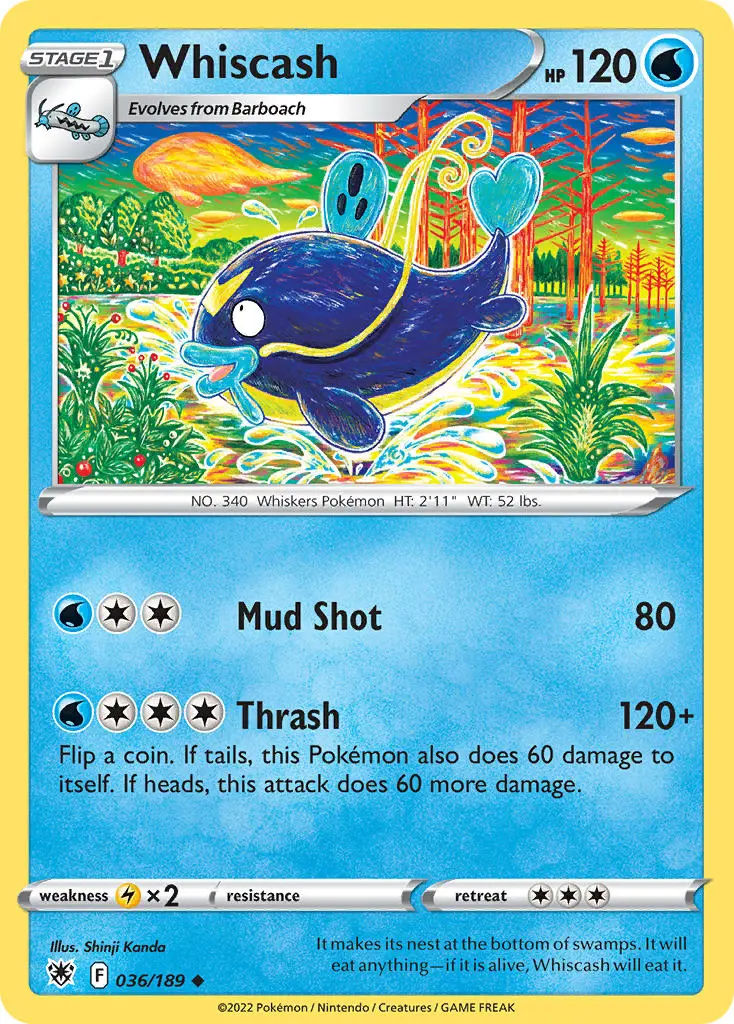 STAGE1
Whiscash
HP 120
Evolves from Barboach
NO. 340 Whiskers Pokémon HT: 2'11" WT: 52 lbs.
Mud Shot 80
Thrash 120+
Flip a coin. If tails, this Pokémon also does 60 damage to
itself. If heads, this attack does 60 more damage.
weakness ×2 resistance retreat
Illus. Shinji Kanda
It makes its nest at the bottom of swamps. It will
eat anything—if it is alive, Whiscash will eat it.
F 036/189
©2022 Pokémon / Nintendo / Creatures / GAME FREAK